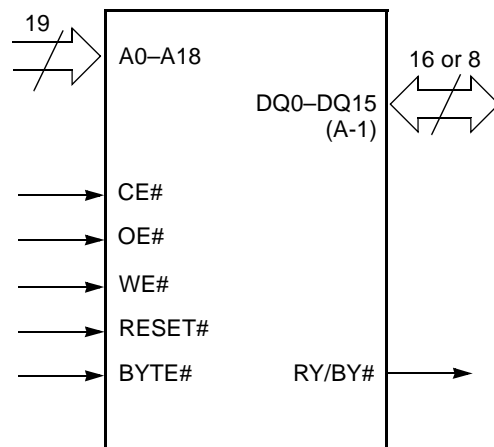 19
A0–A18
16 or 8
DQ0–DQ15
(A-1)
CE#
OE#
WE#
RESET#
BYTE#
RY/BY#